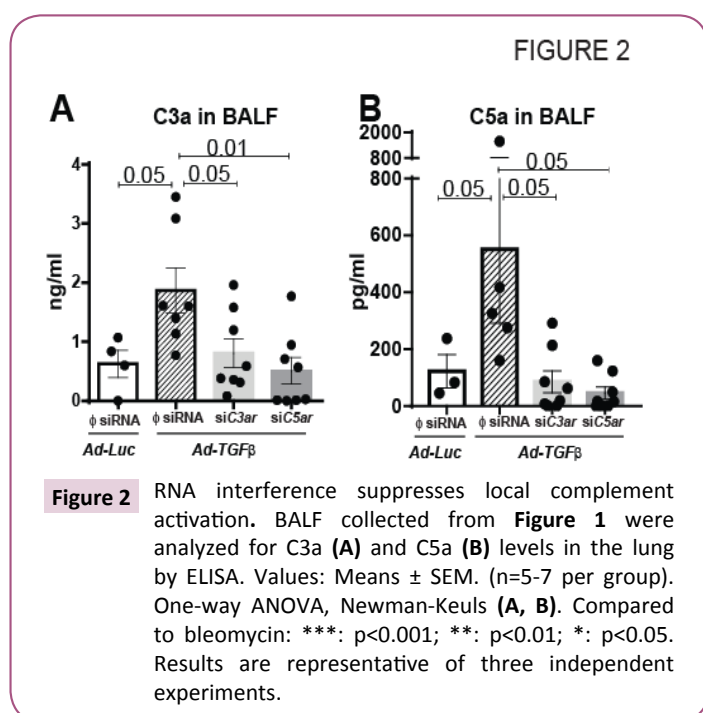 FIGURE 2
A
C3a in BALF
0.01
0.05 0.05
4
3
2
1
0
ng/ml
ϕ siRNA ϕ siRNA siC3ar siC5ar
Ad-Luc Ad-TGFβ
B
C5a in BALF
2000
800
0.05
0.05 0.05
800
600
400
200
0
pg/ml
ϕ siRNA ϕ siRNA siC3ar siC5ar
Ad-Luc Ad-TGFβ
Figure 2 RNA interference suppresses local complement
activation. BALF collected from Figure 1 were
analyzed for C3a (A) and C5a (B) levels in the lung
by ELISA. Values: Means ± SEM. (n=5-7 per group).
One-way ANOVA, Newman-Keuls (A, B). Compared
to bleomycin: ***: p<0.001; **: p<0.01; *: p<0.05.
Results are representative of three independent
experiments.